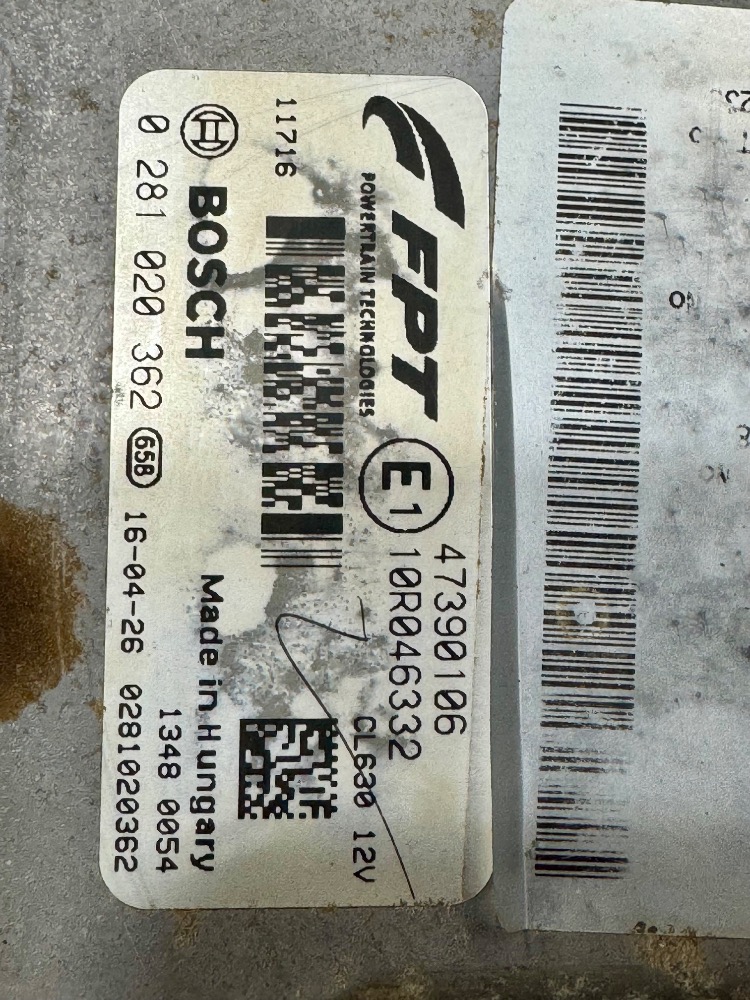 FPT
POWERTRAIN TECHNOLOGIES
47390106
E1 10R046332
11716
CL630 12V
BOSCH
Made in Hungary
1348 0054
0 281 020 362 658 16-04-26 0281020362